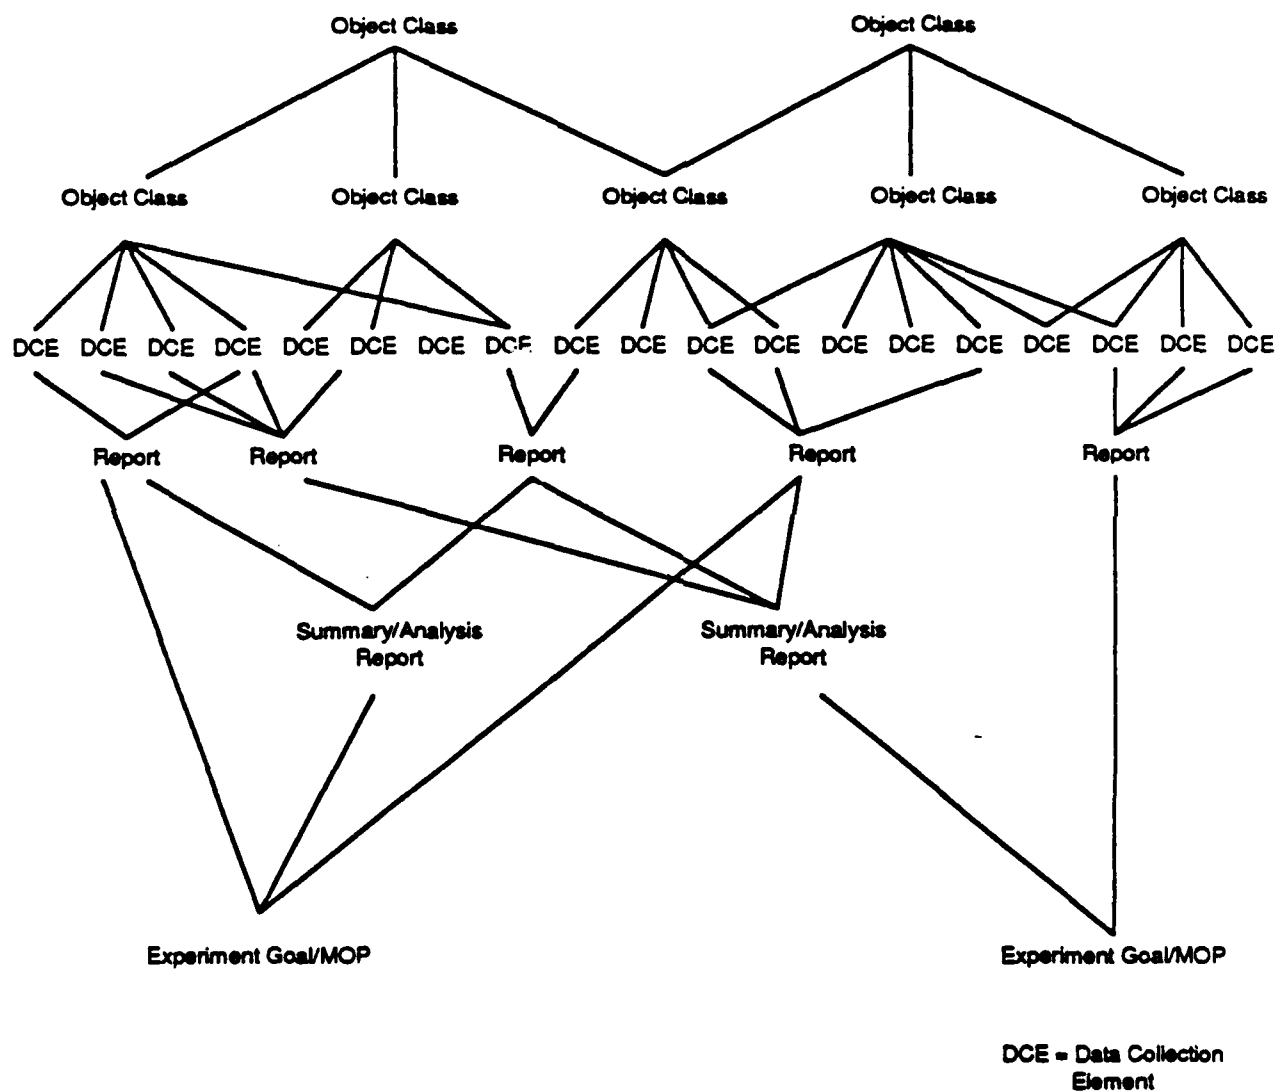 Object Class Object Class
Object Class Object Class Object Class Object Class Object Class
DCE DCE DCE DCE DCE DCE DCE DCE DCE DCE DCE DCE DCE DCE DCE DCE DCE DCE DCE
Report Report Report Report Report
Summary/Analysis Summary/Analysis
Report Report
Experiment Goal/MOP Experiment Goal/MOP
DCE = Data Collection
Element